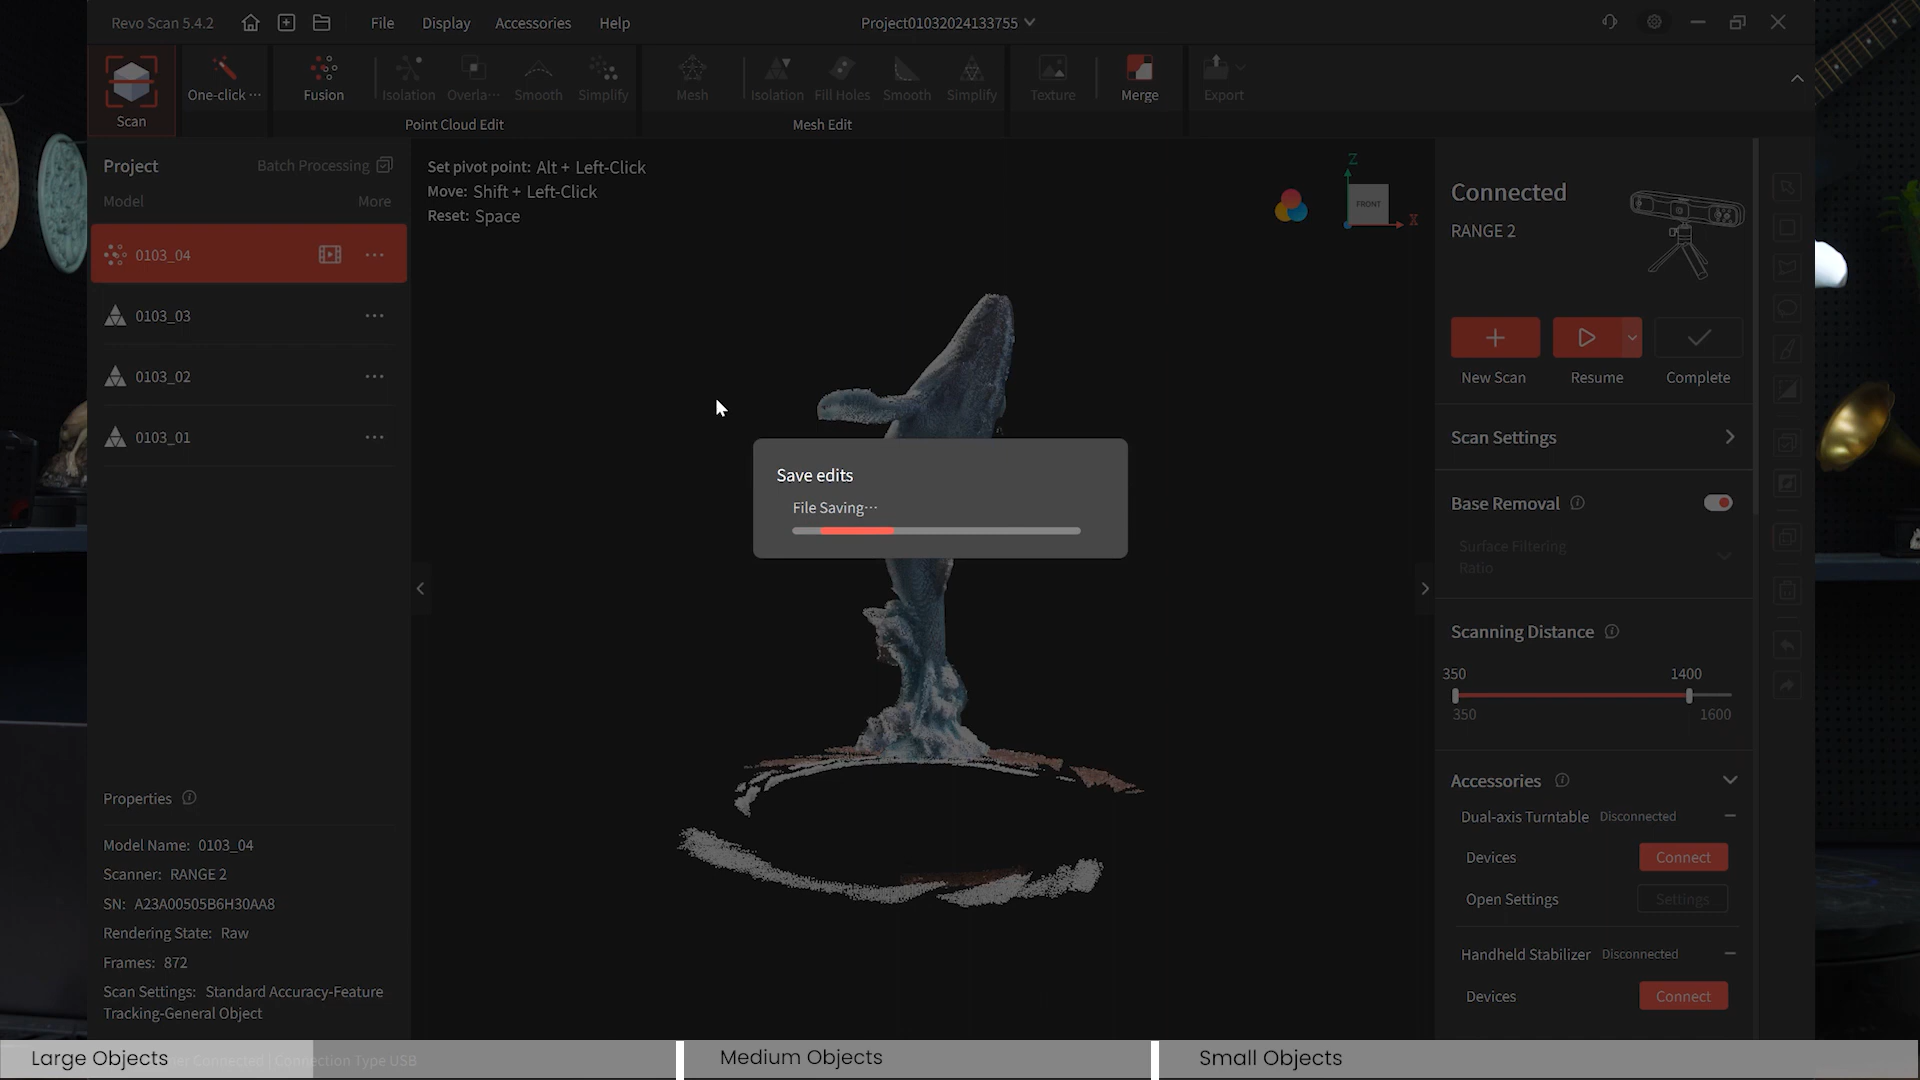 Revo Scan 5.4.2
File
Display
Accessories
Help
Project01032024133755
Scan
One-click ···
Fusion
Isolation
Overla···
Smooth
Simplify
Point Cloud Edit
Mesh
Isolation
Fill Holes
Smooth
Simplify
Mesh Edit
Texture
Merge
Export
Project
Batch Processing
Model
More
0103_04
0103_03
0103_02
0103_01
Properties
Model Name: 0103_04
Scanner: RANGE 2
SN: A23A00505B6H30AA8
Rendering State: Raw
Frames: 872
Scan Settings: Standard Accuracy-Feature
Tracking-General Object
Set pivot point: Alt + Left-Click
Move: Shift + Left-Click
Reset: Space
Z
FRONT
X
Save edits
File Saving···
Connected
RANGE 2
New Scan
Resume
Complete
Scan Settings
Base Removal
Surface Filtering
Ratio
Scanning Distance
350
1400
350
1600
Accessories
Dual-axis Turntable Disconnected
Devices
Connect
Open Settings
Settings
Handheld Stabilizer Disconnected
Devices
Connect
Large Objects
Connected | Connection Type USB
Medium Objects
Small Objects